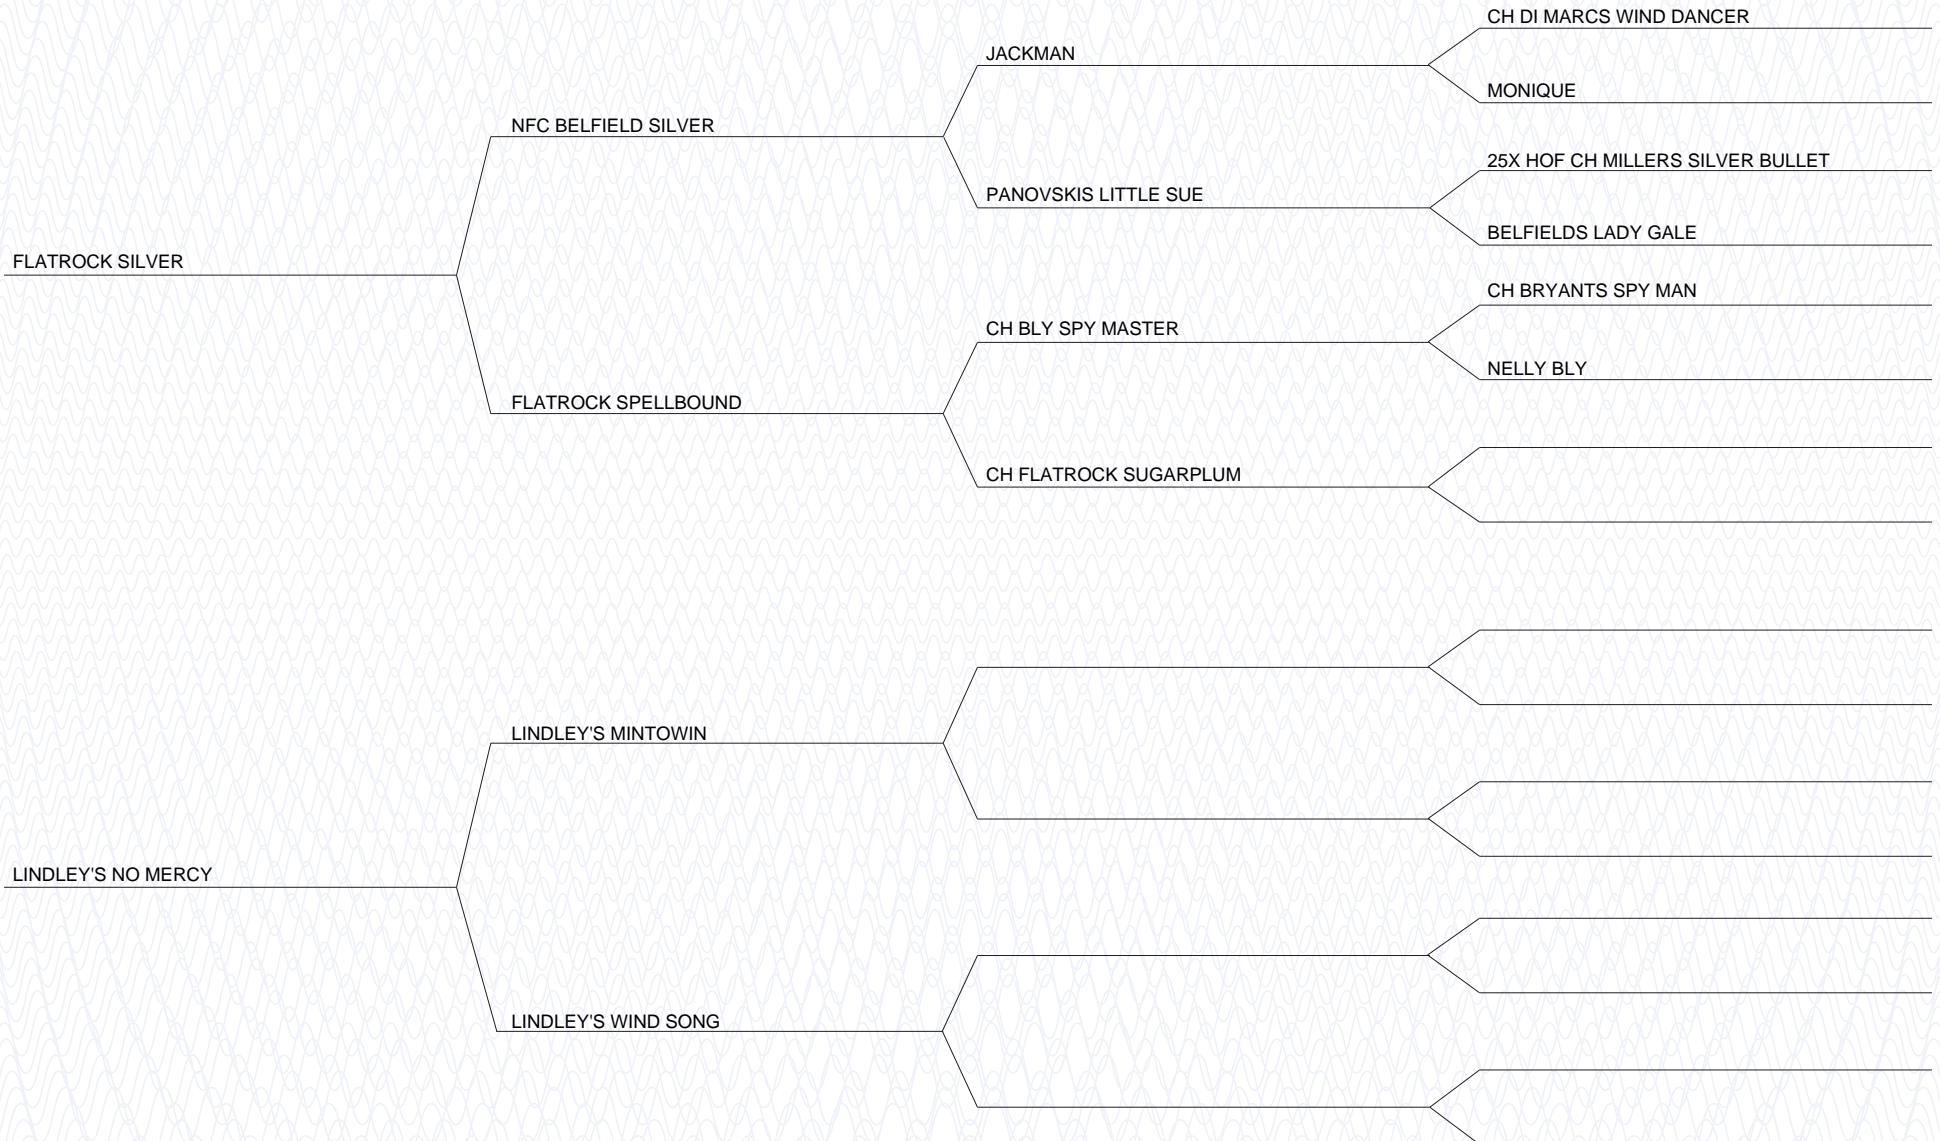 CH DI MARCS WIND DANCER
JACKMAN
MONIQUE
NFC BELFIELD SILVER
25X HOF CH MILLERS SILVER BULLET
PANOVSKIS LITTLE SUE
BELFIELDS LADY GALE
FLATROCK SILVER
CH BRYANTS SPY MAN
CH BLY SPY MASTER
NELLY BLY
FLATROCK SPELLBOUND
CH FLATROCK SUGARPLUM
LINDLEY'S MINTOWIN
LINDLEY'S NO MERCY
LINDLEY'S WIND SONG